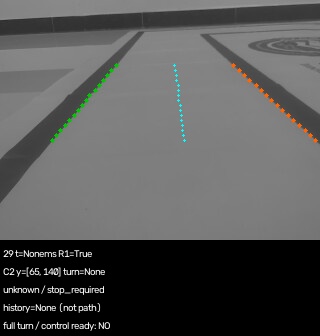 29 t=Nonems R1=True
C2 y=[65, 140] turn=None
unknown / stop_required
history=None (not path)
full turn / control ready: NO